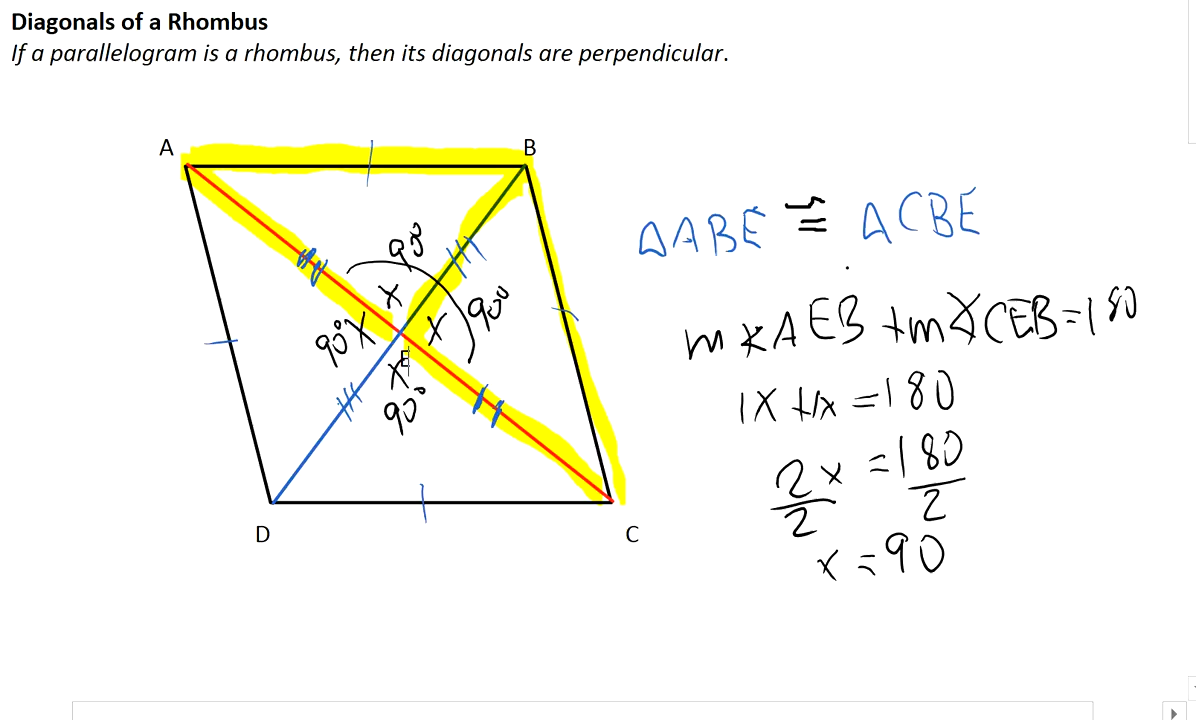 Diagonals of a Rhombus
If a parallelogram is a rhombus, then its diagonals are perpendicular.
A
B
90°
x
90°
90° X
x
E
X
90°
D
C
ΔABE ≅ ΔCBE
m∡AEB + m∡CEB = 180
1X + 1x = 180
2x = 180
2 2
x = 90